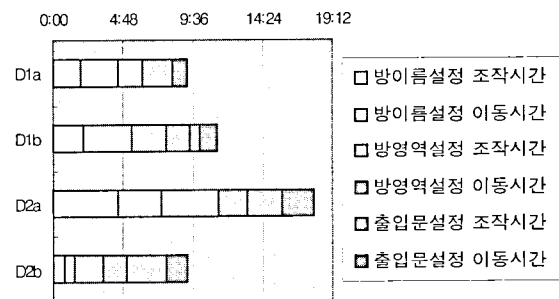 0:00 4:48 9:36 14:24 19:12
D1a
D1b
D2a
D2b
방이름설정 조작시간
방이름설정 이동시간
방영역설정 조작시간
방영역설정 이동시간
출입문설정 조작시간
출입문설정 이동시간